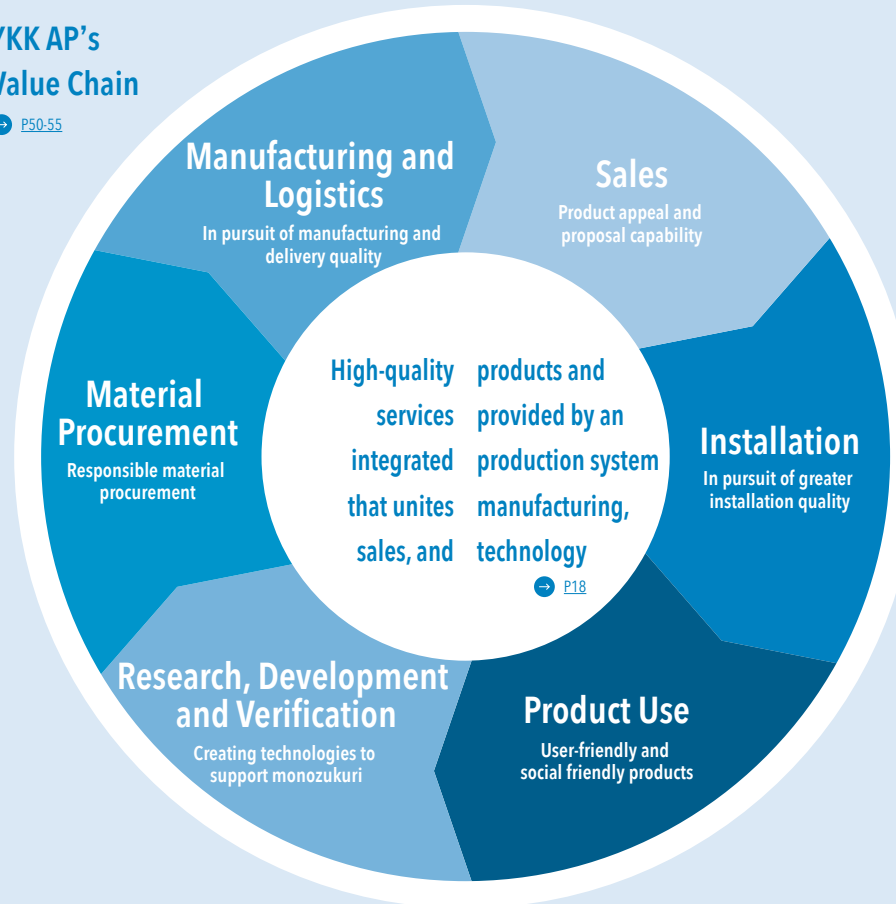 YKK AP's
Value Chain
→ P50-55
Manufacturing and
Logistics
In pursuit of manufacturing and
delivery quality
Sales
Product appeal and
proposal capability
Material
Procurement
Responsible material
procurement
High-quality products and
services provided by an
integrated production system
that unites manufacturing,
sales, and technology
→ P18
Installation
In pursuit of greater
installation quality
Research, Development
and Verification
Creating technologies to
support monozukuri
Product Use
User-friendly and
social friendly products